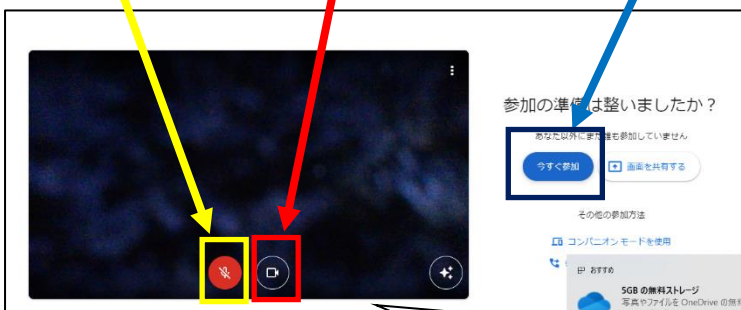 参加の準備は整いましたか？
あなた以外にまだ誰も参加していません
今すぐ参加
画面を共有する
その他の参加方法
コンパニオン モードを使用
おすすめ
5GB の無料ストレージ
写真やファイルを OneDrive の無料